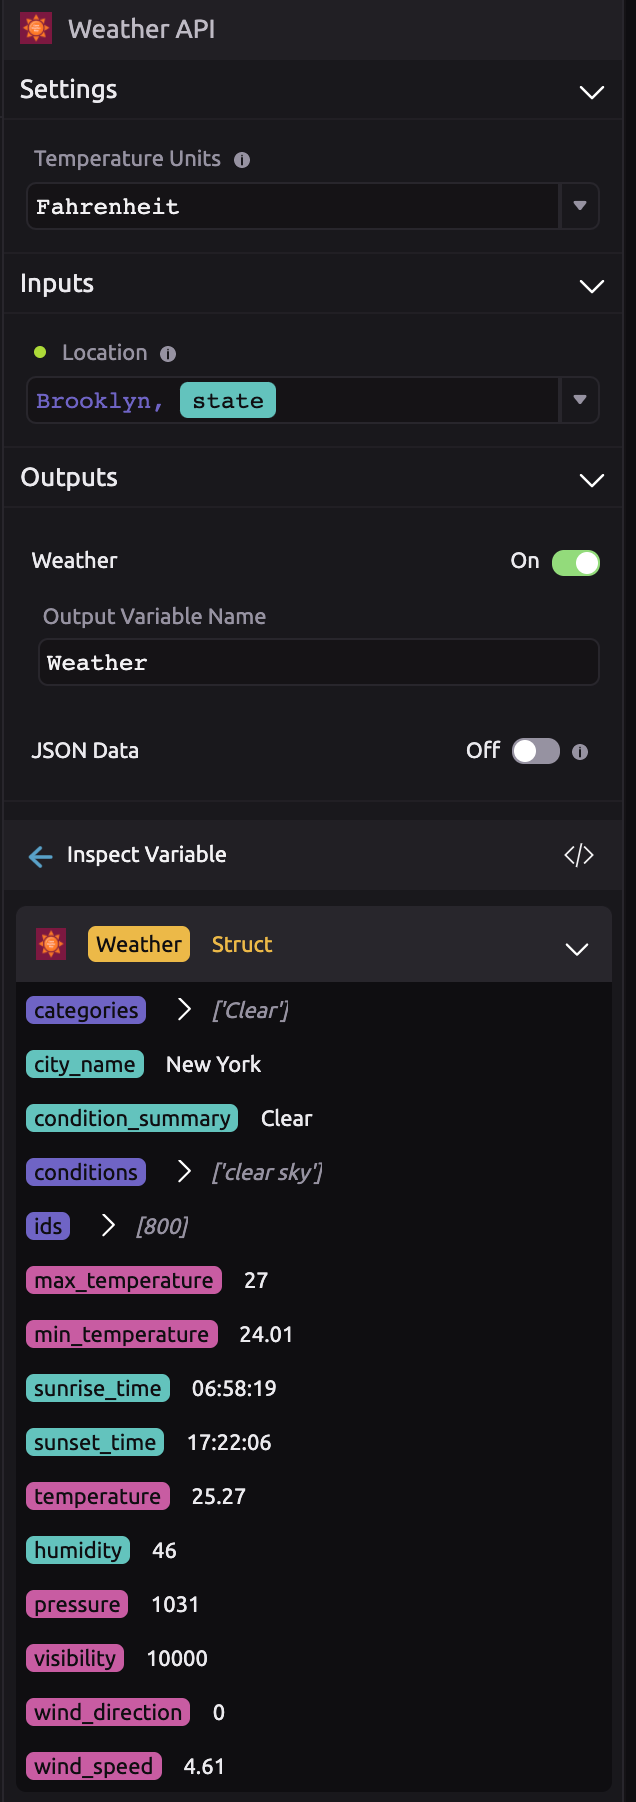 Weather API
Settings
Temperature Units
Fahrenheit
Inputs
Location
Brooklyn, state
Outputs
Weather On
Output Variable Name
Weather
JSON Data Off
Inspect Variable </>
Weather Struct
categories > ['Clear']
city_name New York
condition_summary Clear
conditions > ['clear sky']
ids > [800]
max_temperature 27
min_temperature 24.01
sunrise_time 06:58:19
sunset_time 17:22:06
temperature 25.27
humidity 46
pressure 1031
visibility 10000
wind_direction 0
wind_speed 4.61